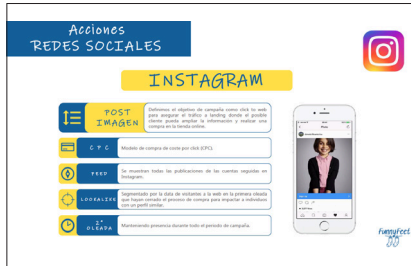 Acciones
REDES SOCIALES
INSTAGRAM
POST
IMAGEN
Definimos el objetivo de campaña como click to web
para asegurar el tráfico a landing donde el posible
cliente pueda ampliar la información y realizar una
compra en la tienda online.
CPC
Modelo de compra de coste por click (CPC).
FEED
Se muestran todas las publicaciones de las cuentas seguidas en
Instagram.
LOOKALIKE
Segmentado por la data de visitantes a la web en la primera oleada
que hayan cerrado el proceso de compra para impactar a individuos
con un perfil similar.
2ª
OLEADA
Manteniendo presencia durante todo el periodo de campaña.
Photo
Funnyfeet